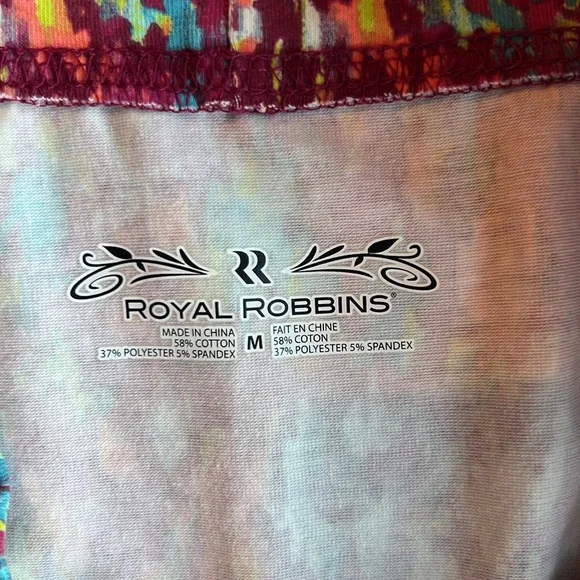 ROYAL ROBBINS®
MADE IN CHINA
58% COTTON
37% POLYESTER 5% SPANDEX
M
FAIT EN CHINE
58% COTON
37% POLYESTER 5% SPANDEX